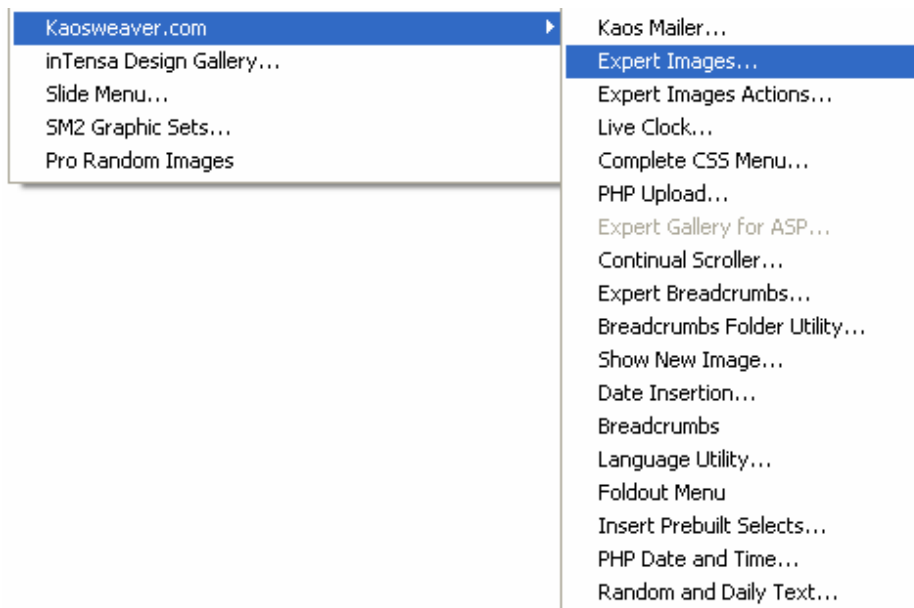 Kaosweaver.com
inTensa Design Gallery...
Slide Menu...
SM2 Graphic Sets...
Pro Random Images
Kaos Mailer...
Expert Images...
Expert Images Actions...
Live Clock...
Complete CSS Menu...
PHP Upload...
Expert Gallery for ASP...
Continual Scroller...
Expert Breadcrumbs...
Breadcrumbs Folder Utility...
Show New Image...
Date Insertion...
Breadcrumbs
Language Utility...
Foldout Menu
Insert Prebuilt Selects...
PHP Date and Time...
Random and Daily Text...